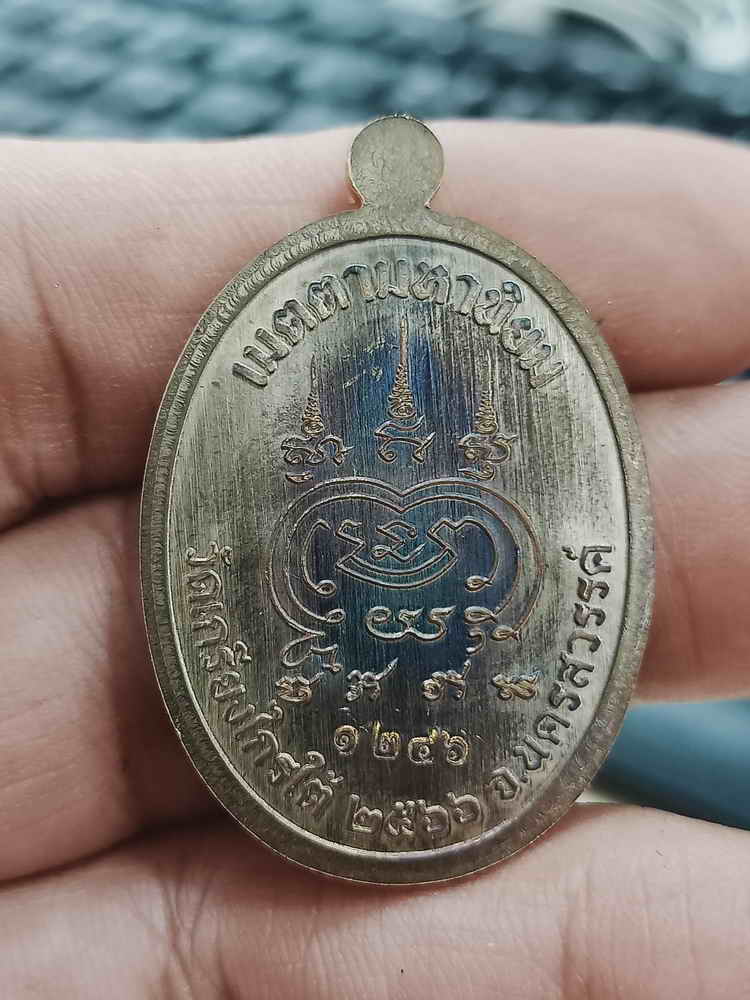 เมตตามหานิยม
๑๒๔๖
วัดเกรียงไกรใต้ ๒๕๖๖ จ.นครสวรรค์